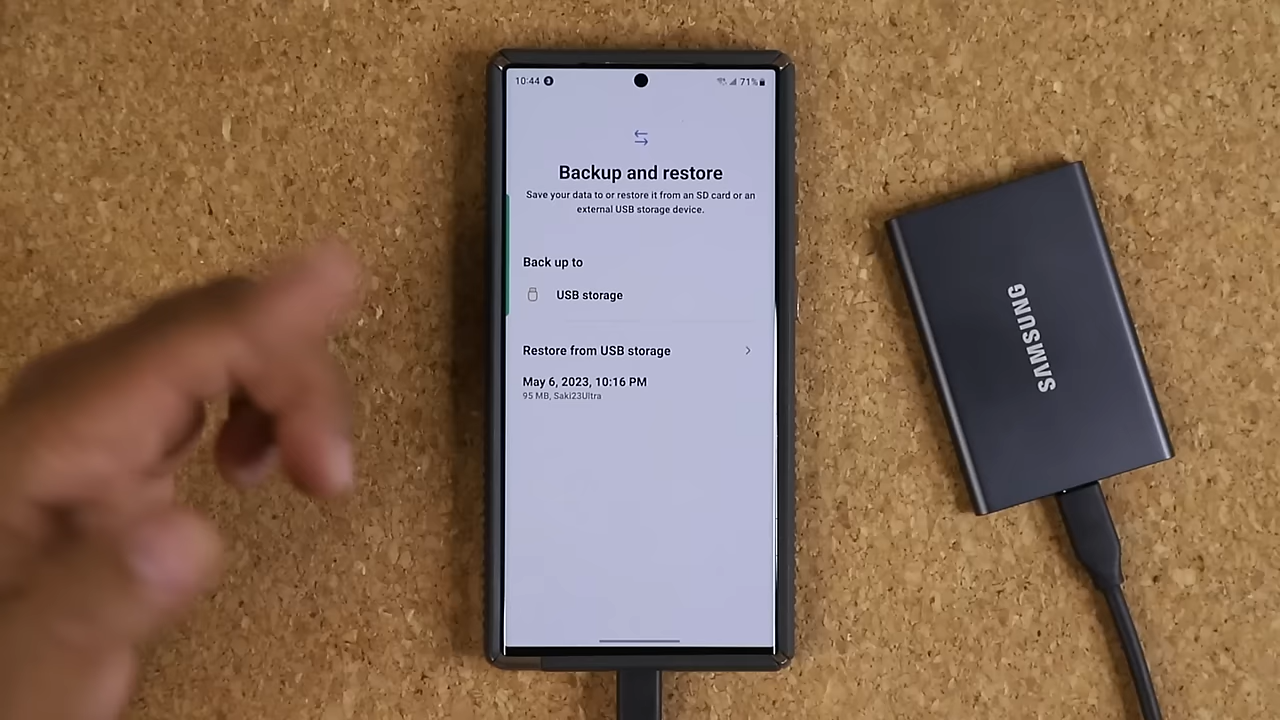 10:44
71%
Backup and restore
Save your data to or restore it from an SD card or an
external USB storage device.
Back up to
USB storage
Restore from USB storage
May 6, 2023, 10:16 PM
95 MB, Saki23Ultra
SAMSUNG